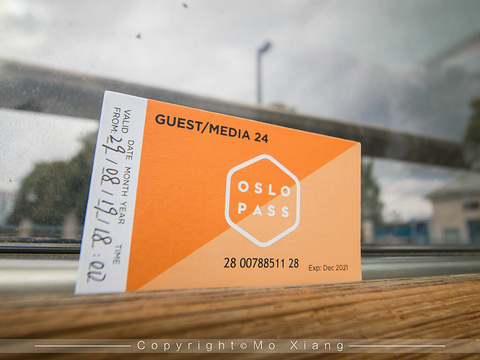 VALID DATE MONTH YEAR TIME
FROM: 29/08/19/18:00
GUEST/MEDIA 24
OSLO
PASS
28 00788511 28
Exp: Dec 2021
Copyright©Mo Xiang